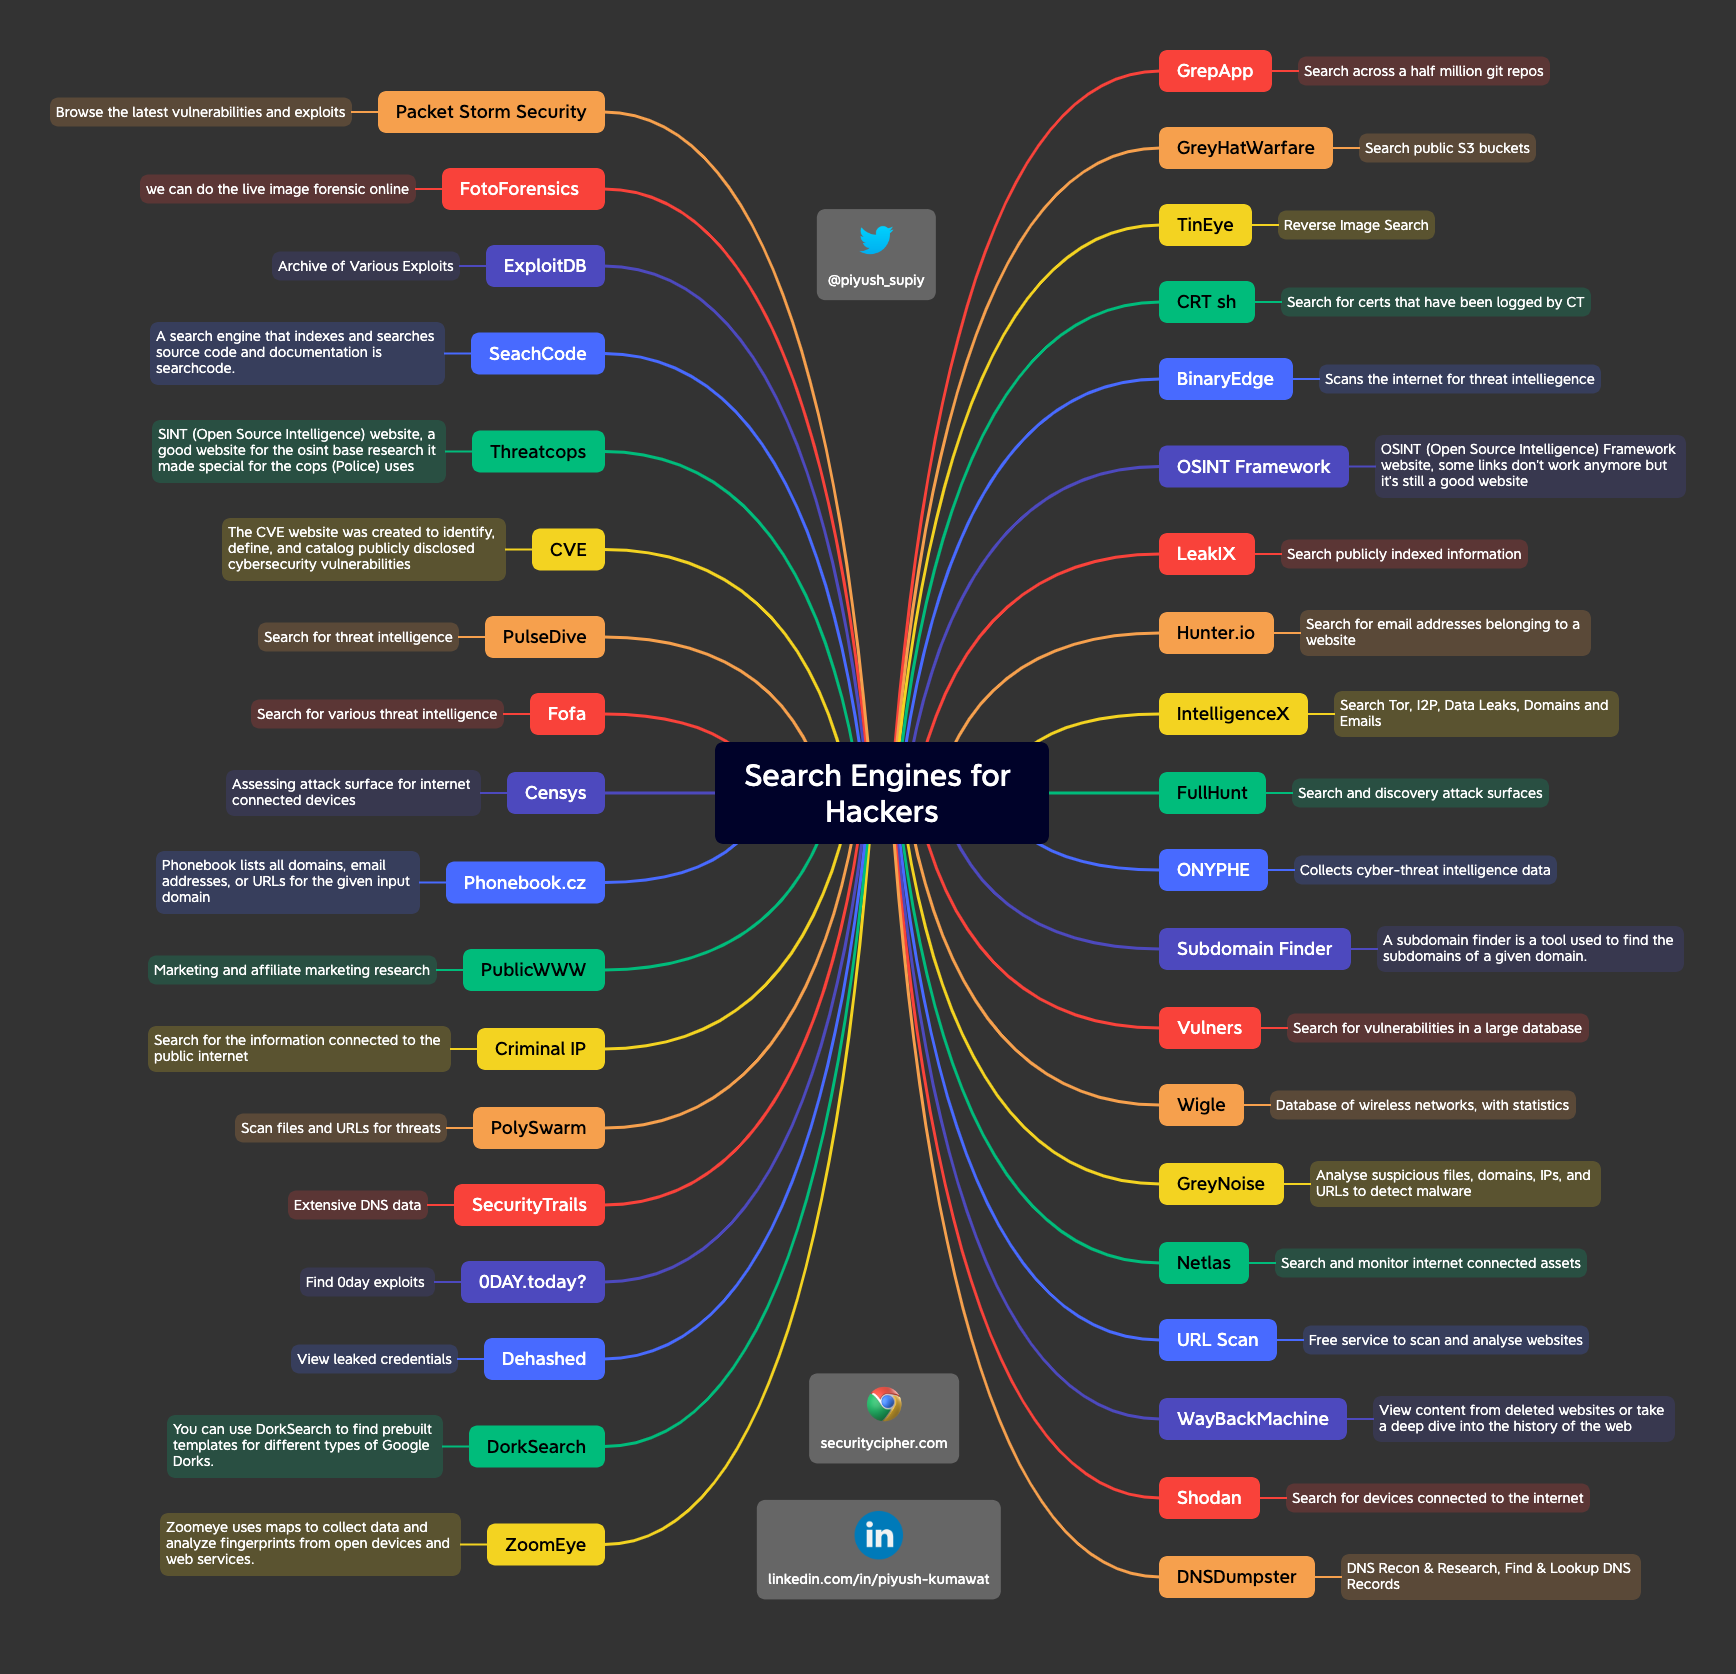 Search Engines for
Hackers
Packet Storm Security
Browse the latest vulnerabilities and exploits
FotoForensics
we can do the live image forensic online
ExploitDB
Archive of Various Exploits
SeachCode
A search engine that indexes and searches
source code and documentation is
searchcode.
Threatcops
SINT (Open Source Intelligence) website, a
good website for the osint base research it
made special for the cops (Police) uses
CVE
The CVE website was created to identify,
define, and catalog publicly disclosed
cybersecurity vulnerabilities
PulseDive
Search for threat intelligence
Fofa
Search for various threat intelligence
Censys
Assessing attack surface for internet
connected devices
Phonebook.cz
Phonebook lists all domains, email
addresses, or URLs for the given input
domain
PublicWWW
Marketing and affiliate marketing research
Criminal IP
Search for the information connected to the
public internet
PolySwarm
Scan files and URLs for threats
SecurityTrails
Extensive DNS data
0DAY.today?
Find 0day exploits
Dehashed
View leaked credentials
DorkSearch
You can use DorkSearch to find prebuilt
templates for different types of Google
Dorks.
ZoomEye
Zoomeye uses maps to collect data and
analyze fingerprints from open devices and
web services.
@piyush_supiy
securitycipher.com
in
linkedin.com/in/piyush-kumawat
GrepApp
Search across a half million git repos
GreyHatWarfare
Search public S3 buckets
TinEye
Reverse Image Search
CRT sh
Search for certs that have been logged by CT
BinaryEdge
Scans the internet for threat intelliegence
OSINT Framework
OSINT (Open Source Intelligence) Framework
website, some links don't work anymore but
it's still a good website
LeakIX
Search publicly indexed information
Hunter.io
Search for email addresses belonging to a
website
IntelligenceX
Search Tor, I2P, Data Leaks, Domains and
Emails
FullHunt
Search and discovery attack surfaces
ONYPHE
Collects cyber-threat intelligence data
Subdomain Finder
A subdomain finder is a tool used to find the
subdomains of a given domain.
Vulners
Search for vulnerabilities in a large database
Wigle
Database of wireless networks, with statistics
GreyNoise
Analyse suspicious files, domains, IPs, and
URLs to detect malware
Netlas
Search and monitor internet connected assets
URL Scan
Free service to scan and analyse websites
WayBackMachine
View content from deleted websites or take
a deep dive into the history of the web
Shodan
Search for devices connected to the internet
DNSDumpster
DNS Recon & Research, Find & Lookup DNS
Records